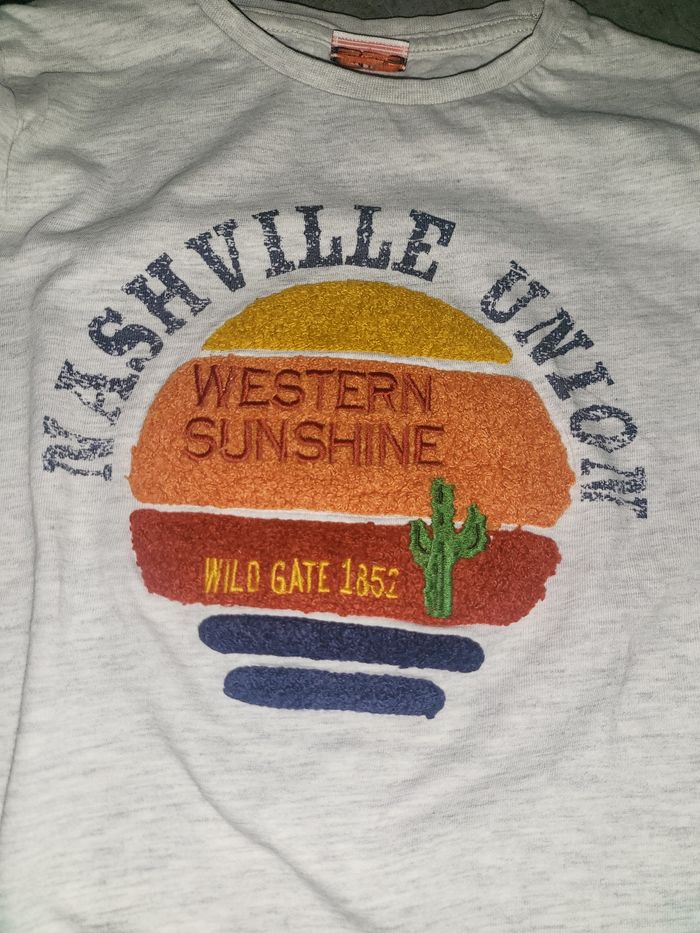 NASHVILLE UNION
WESTERN
SUNSHINE
WILD GATE 1852